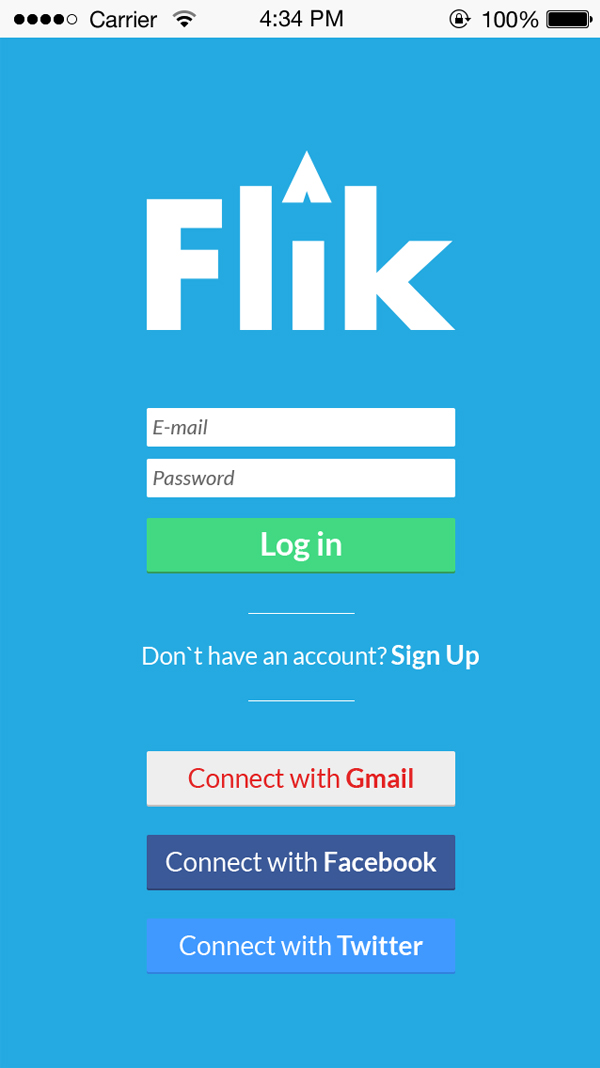 Carrier 4:34 PM 100%
Flik
E-mail
Password
Log in
Don`t have an account? Sign Up
Connect with Gmail
Connect with Facebook
Connect with Twitter